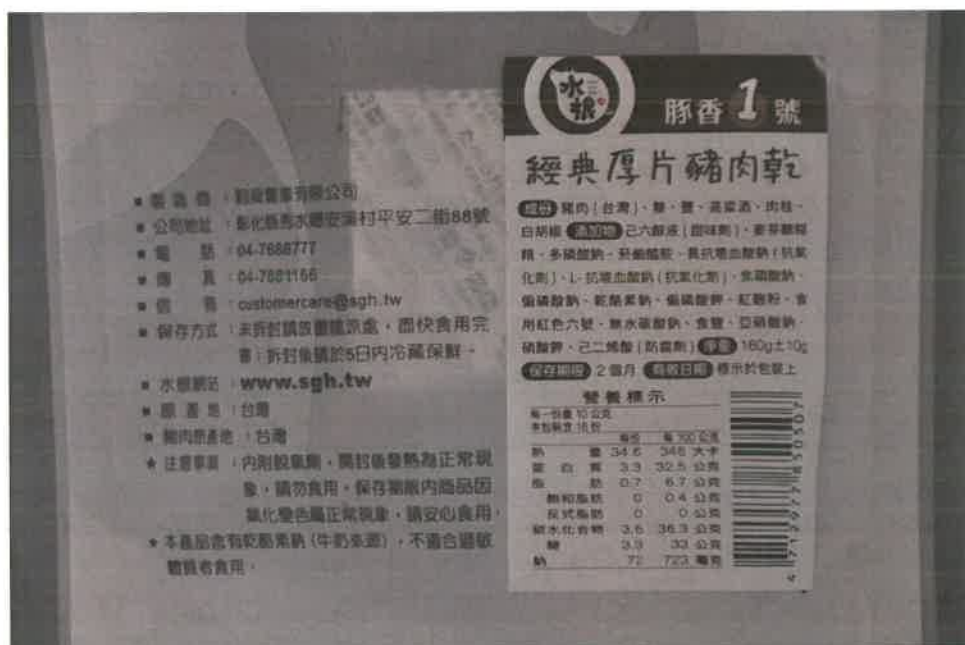 ■ 公司地址：彰化縣秀水鄉安溪村平安二街88號
■ 電 話：04-7688777
■ 傳 真：04-7681166
■ 信 箱：customercare@sgh.tw
■ 保存方式：未拆封請放置陰涼處，盡快食用完
畢；拆封後請於5日內冷藏保鮮。
■ 水根網站：www.sgh.tw
■ 原 產 地：台灣
■ 豬肉原產地：台灣
★ 注意事項：內附脫氧劑，開封後發熱為正常現
象，請勿食用。保存期限內商品因
氧化變色屬正常現象，請安心食用。
★ 本產品含有乾酪素鈉(牛奶來源)，不適合過敏
體質者食用。
水根
豚香1號
經典厚片豬肉乾
成份 豬肉(台灣)、糖、鹽、高粱酒、肉桂、
白胡椒 添加物 己六醇液(甜味劑)、麥芽糖糊
精、多磷酸鈉、菸鹼醯胺、異抗壞血酸鈉(抗氧
化劑)、L-抗壞血酸鈉(抗氧化劑)、焦磷酸鈉、
偏磷酸鈉、乾酪素鈉、偏磷酸鉀、紅麴粉、食
用紅色六號、無水碳酸鈉、食鹽、亞硝酸鈉、
硝酸鉀、己二烯酸(防腐劑) 淨重 160g±10g
保存期限 2個月 有效日期 標示於包裝上
營養標示
每一份量 10 公克
本包裝含 16 份
每份 每 100 公克
熱 量 34.6 346 大卡
蛋 白 質 3.3 32.5 公克
脂 肪 0.7 6.7 公克
飽和脂肪 0 0.4 公克
反式脂肪 0 0 公克
碳水化合物 3.6 36.3 公克
糖 3.3 33 公克
鈉 72 723 毫克
4 712977 850507